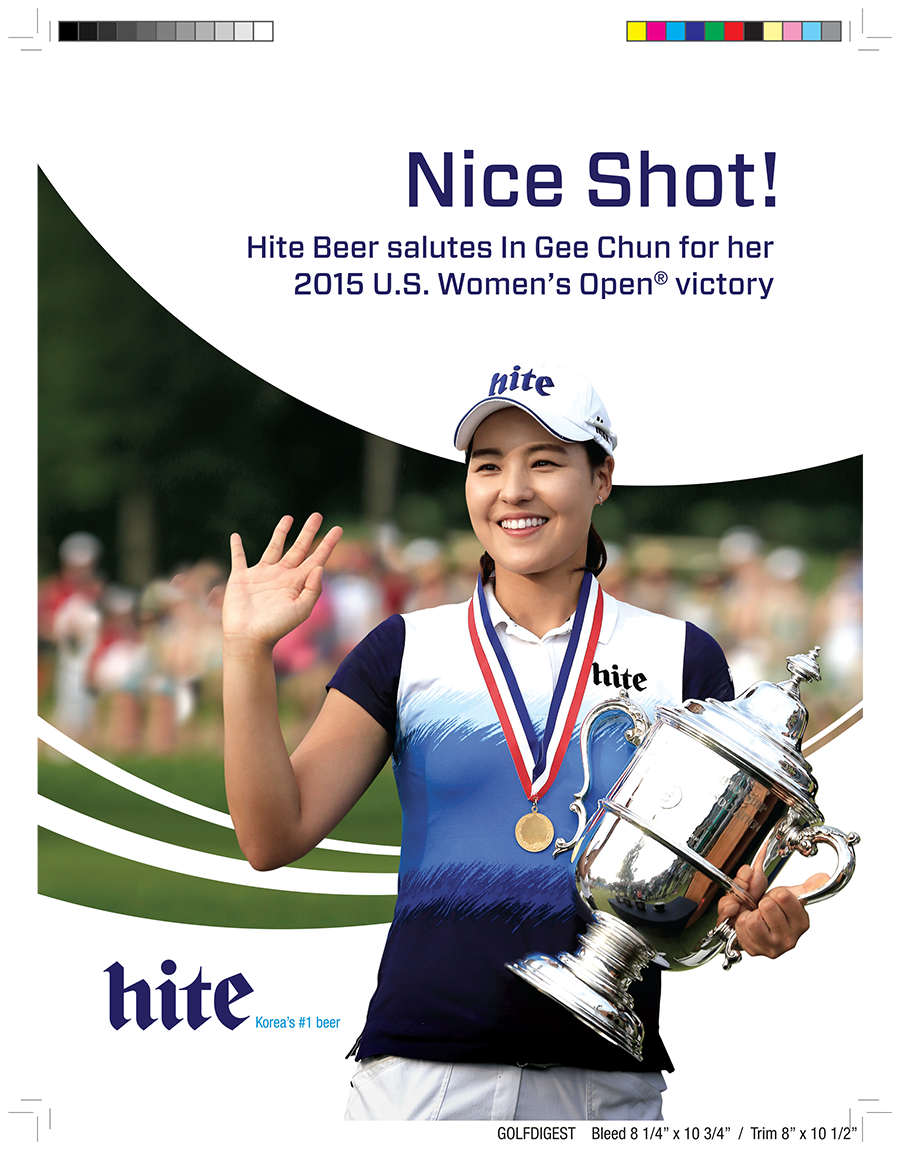 Nice Shot!
Hite Beer salutes In Gee Chun for her
2015 U.S. Women's Open® victory
hite
hite
hite
Korea's #1 beer
GOLFDIGEST Bleed 8 1/4" x 10 3/4" / Trim 8" x 10 1/2"